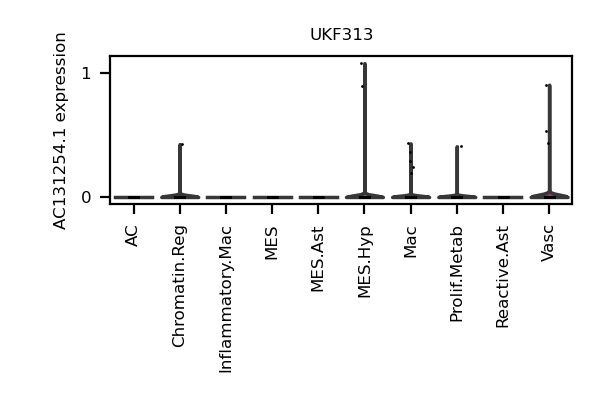 UKF313
AC131254.1 expression
1
0
AC
Chromatin.Reg
Inflammatory.Mac
MES
MES.Ast
MES.Hyp
Mac
Prolif.Metab
Reactive.Ast
Vasc